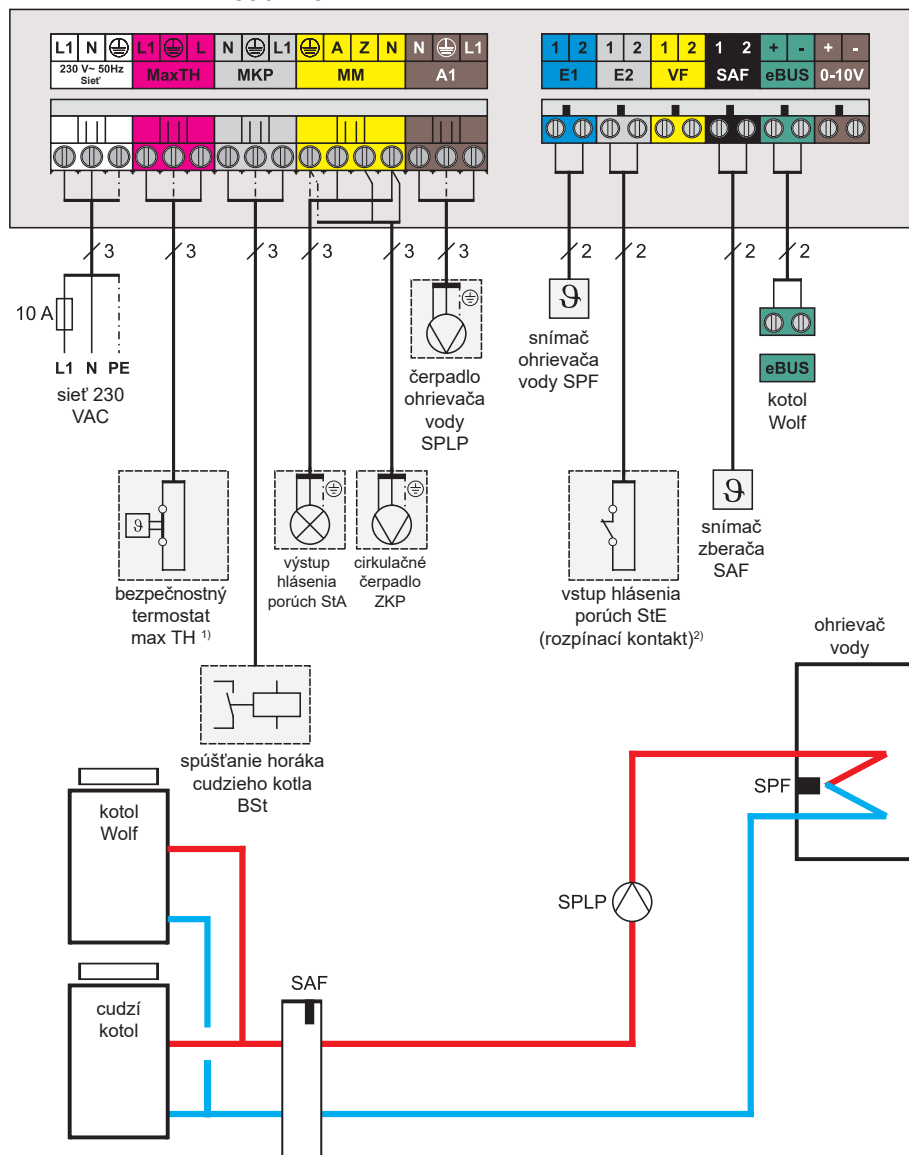 L1 N L1 L N L1 A Z N N L1
230 V~ 50Hz
Sieť
MaxTH MKP MM A1
1 2 1 2 1 2 1 2 + - + -
E1 E2 VF SAF eBUS 0-10V
3 3 3 3 3 3 2 2 2 2
10 A
L1 N PE
sieť 230
VAC
čerpadlo
ohrievača
vody
SPLP
ϑ
snímač
ohrievača
vody SPF
eBUS
kotol
Wolf
ϑ
bezpečnostný
termostat
max TH 1)
výstup
hlásenia
porúch StA
cirkulačné
čerpadlo
ZKP
vstup hlásenia
porúch StE
(rozpínací kontakt)2)
ϑ
snímač
zberača
SAF
spúšťanie horáka
cudzieho kotla
BSt
ohrievač
vody
SPF
kotol
Wolf
SPLP
cudzí
kotol
SAF